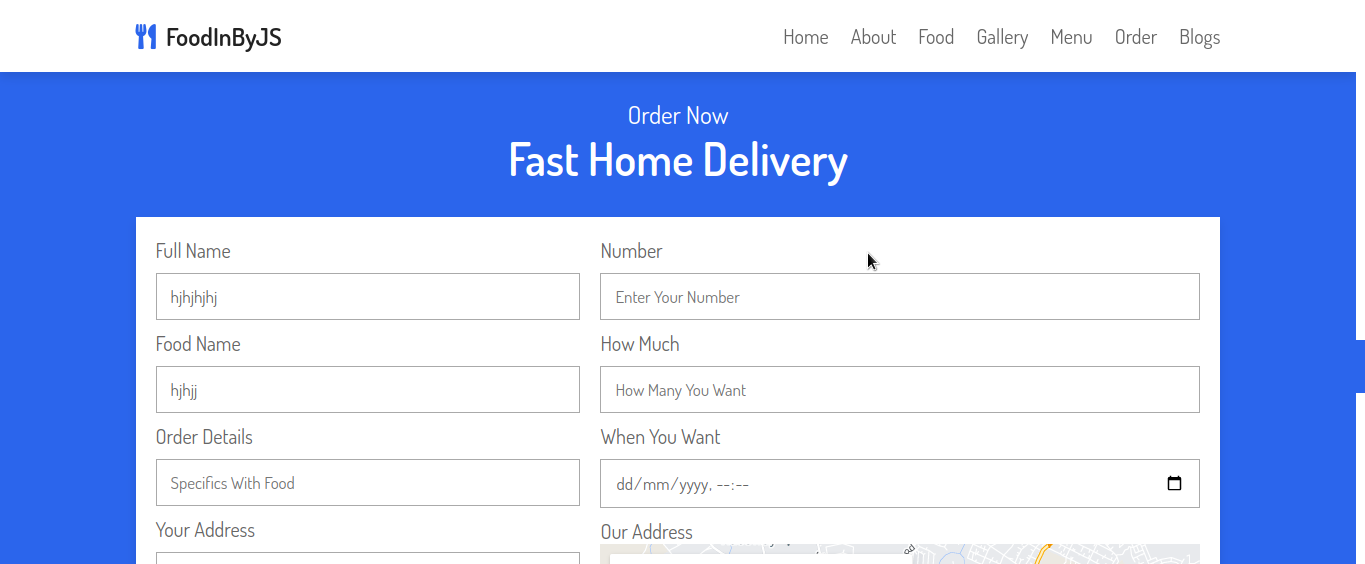 FoodInByJS
Home About Food Gallery Menu Order Blogs
Order Now
Fast Home Delivery
Full Name
Number
hjhjhjhj
Enter Your Number
Food Name
How Much
hjhjj
How Many You Want
Order Details
When You Want
Specifics With Food
dd/mm/yyyy, --:--
Your Address
Our Address